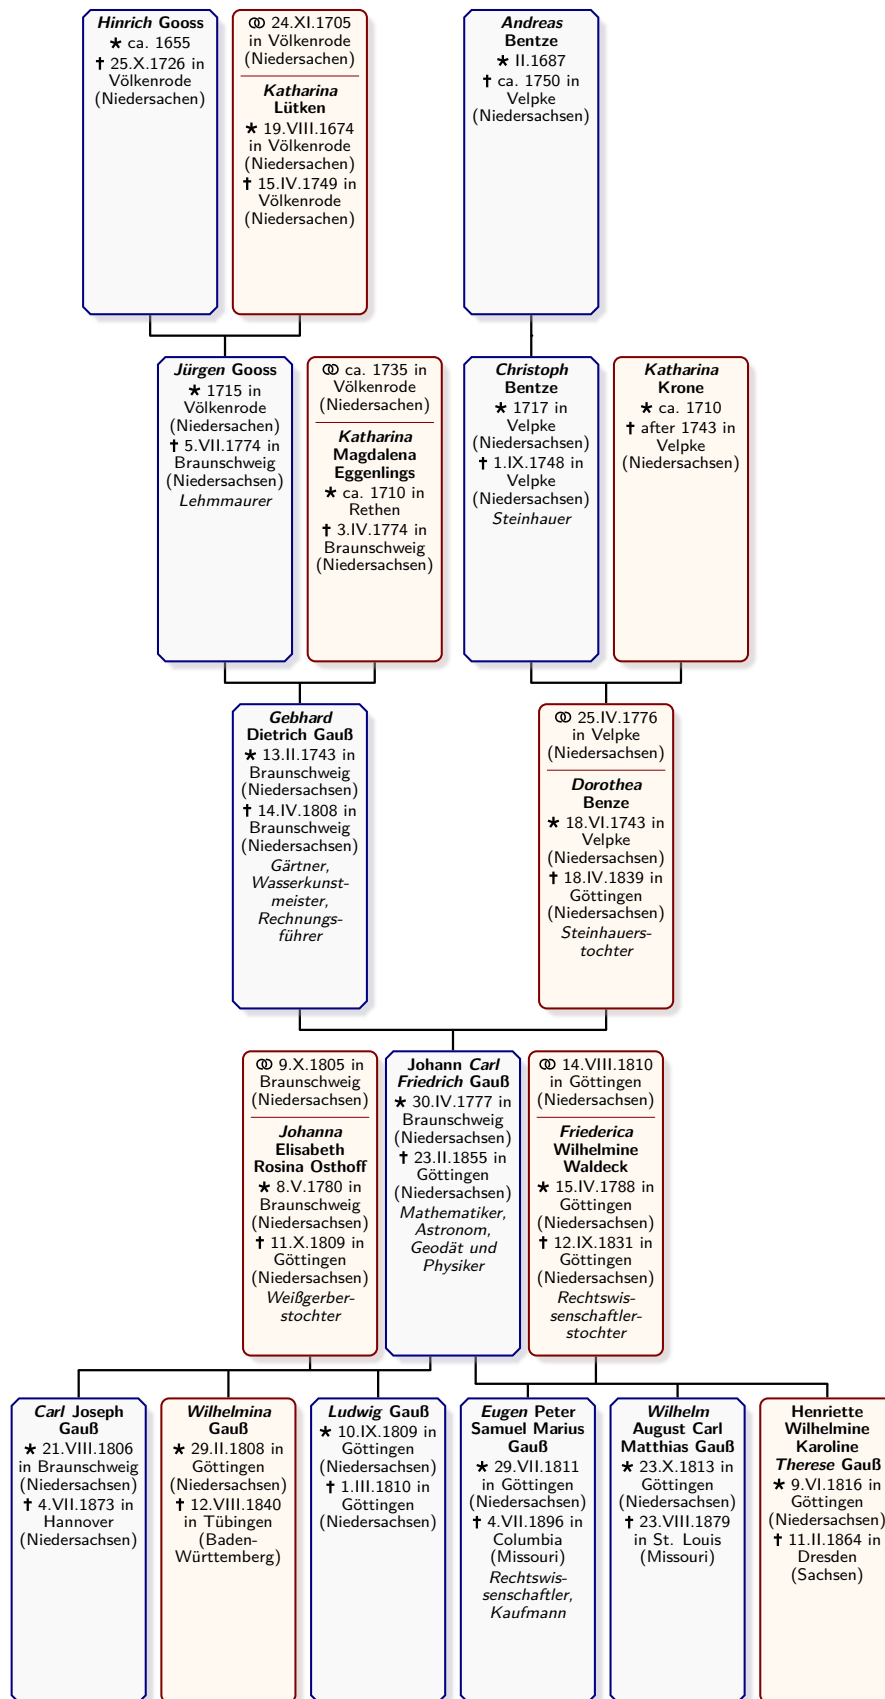 Hinrich Gooss
★ ca. 1655
† 25.X.1726 in
Völkenrode
(Niedersachen)
⚭ 24.XI.1705
in Völkenrode
(Niedersachen)
Katharina
Lütken
★ 19.VIII.1674
in Völkenrode
(Niedersachen)
† 15.IV.1749 in
Völkenrode
(Niedersachen)
Andreas
Bentze
★ II.1687
† ca. 1750 in
Velpke
(Niedersachsen)
Jürgen Gooss
★ 1715 in
Völkenrode
(Niedersachen)
† 5.VII.1774 in
Braunschweig
(Niedersachsen)
Lehmmaurer
⚭ ca. 1735 in
Völkenrode
(Niedersachen)
Katharina
Magdalena
Eggenlings
★ ca. 1710 in
Rethen
† 3.IV.1774 in
Braunschweig
(Niedersachsen)
Christoph
Bentze
★ 1717 in
Velpke
(Niedersachsen)
† 1.IX.1748 in
Velpke
(Niedersachsen)
Steinhauer
Katharina
Krone
★ ca. 1710
† after 1743 in
Velpke
(Niedersachsen)
Gebhard
Dietrich Gauß
★ 13.II.1743 in
Braunschweig
(Niedersachsen)
† 14.IV.1808 in
Braunschweig
(Niedersachsen)
Gärtner,
Wasserkunst-
meister,
Rechnungs-
führer
⚭ 25.IV.1776
in Velpke
(Niedersachsen)
Dorothea
Benze
★ 18.VI.1743 in
Velpke
(Niedersachsen)
† 18.IV.1839 in
Göttingen
(Niedersachsen)
Steinhauers-
tochter
⚭ 9.X.1805 in
Braunschweig
(Niedersachsen)
Johanna
Elisabeth
Rosina Osthoff
★ 8.V.1780 in
Braunschweig
(Niedersachsen)
† 11.X.1809 in
Göttingen
(Niedersachsen)
Weißgerber-
stochter
Johann Carl
Friedrich Gauß
★ 30.IV.1777 in
Braunschweig
(Niedersachsen)
† 23.II.1855 in
Göttingen
(Niedersachsen)
Mathematiker,
Astronom,
Geodät und
Physiker
⚭ 14.VIII.1810
in Göttingen
(Niedersachsen)
Friederica
Wilhelmine
Waldeck
★ 15.IV.1788 in
Göttingen
(Niedersachsen)
† 12.IX.1831 in
Göttingen
(Niedersachsen)
Rechtswis-
senschaftler-
stochter
Carl Joseph
Gauß
★ 21.VIII.1806
in Braunschweig
(Niedersachsen)
† 4.VII.1873 in
Hannover
(Niedersachsen)
Wilhelmina
Gauß
★ 29.II.1808 in
Göttingen
(Niedersachsen)
† 12.VIII.1840
in Tübingen
(Baden-
Württemberg)
Ludwig Gauß
★ 10.IX.1809 in
Göttingen
(Niedersachsen)
† 1.III.1810 in
Göttingen
(Niedersachsen)
Eugen Peter
Samuel Marius
Gauß
★ 29.VII.1811
in Göttingen
(Niedersachsen)
† 4.VII.1896 in
Columbia
(Missouri)
Rechtswis-
senschaftler,
Kaufmann
Wilhelm
August Carl
Matthias Gauß
★ 23.X.1813 in
Göttingen
(Niedersachsen)
† 23.VIII.1879
in St. Louis
(Missouri)
Henriette
Wilhelmine
Karoline
Therese Gauß
★ 9.VI.1816 in
Göttingen
(Niedersachsen)
† 11.II.1864 in
Dresden
(Sachsen)